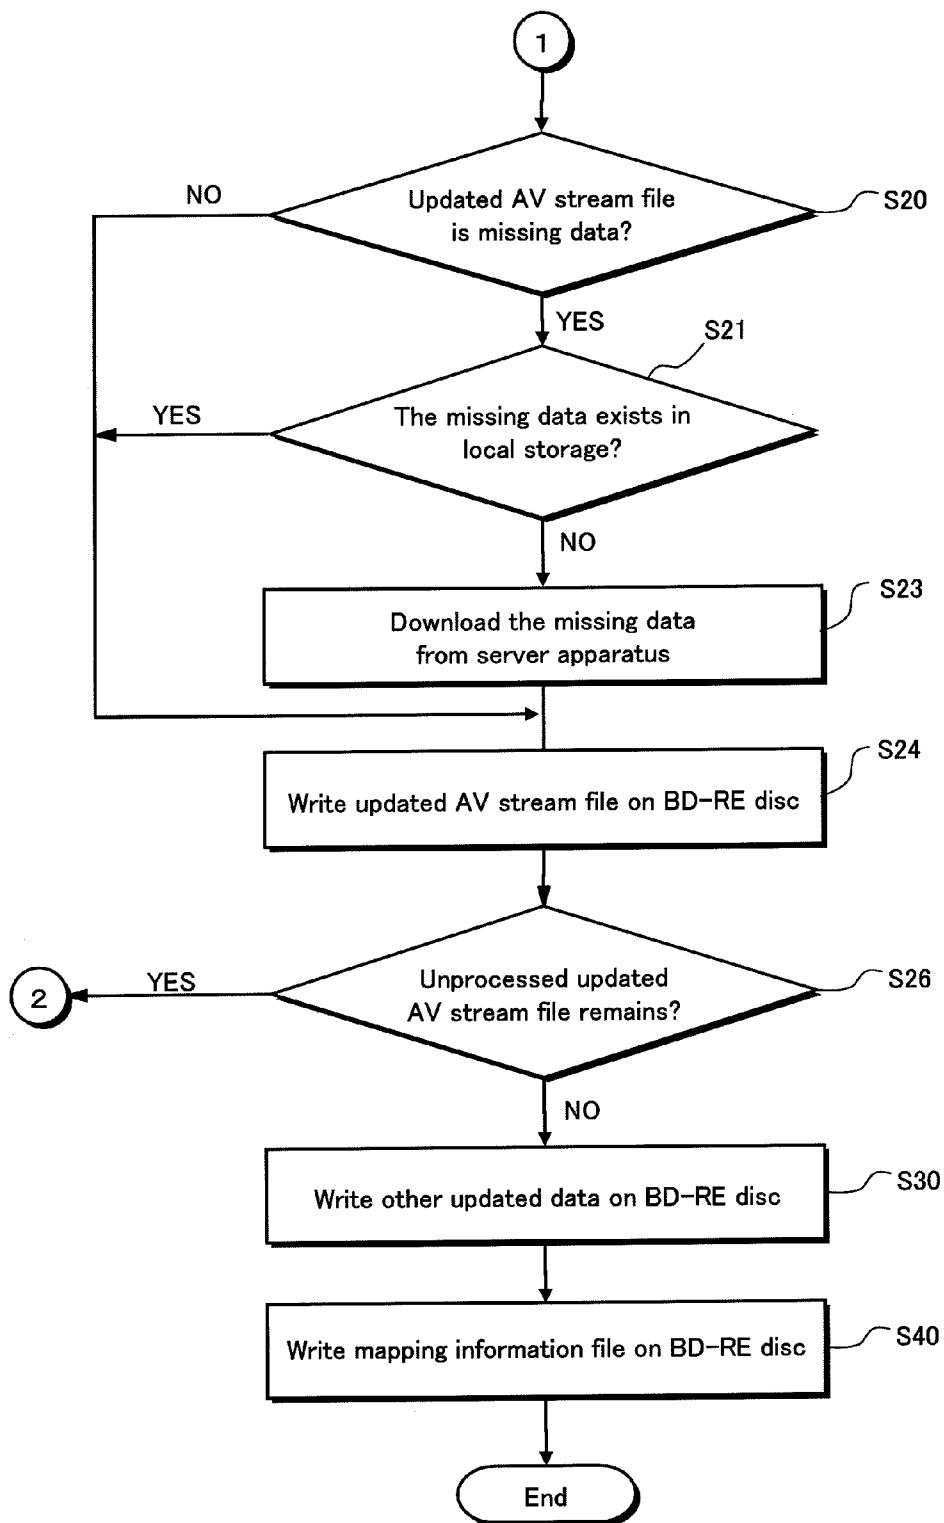 1
Updated AV stream file
is missing data?
NO
S20
YES
S21
The missing data exists in
local storage?
YES
NO
S23
Download the missing data
from server apparatus
S24
Write updated AV stream file on BD-RE disc
Unprocessed updated
AV stream file remains?
S26
YES
2
NO
S30
Write other updated data on BD-RE disc
S40
Write mapping information file on BD-RE disc
End